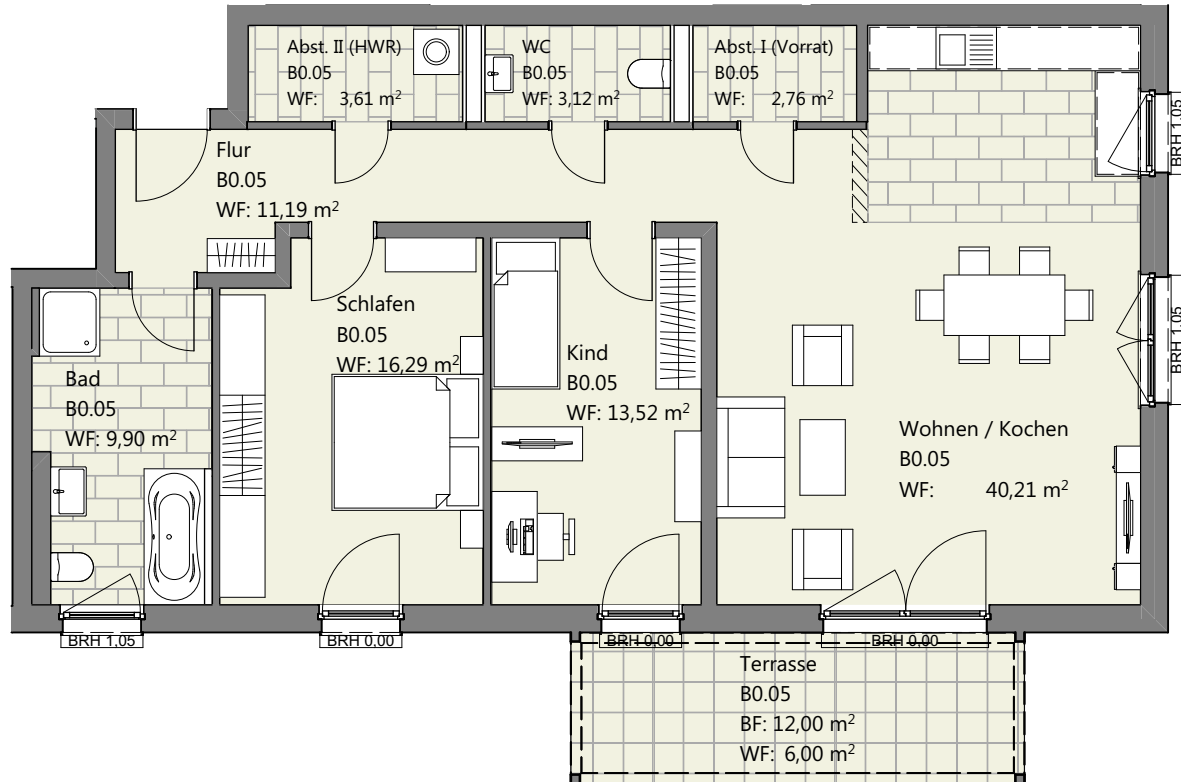 Abst. II (HWR)
B0.05
WF: 3,61 m²
WC
B0.05
WF: 3,12 m²
Abst. I (Vorrat)
B0.05
WF: 2,76 m²
BRH 1.05
Flur
B0.05
WF: 11,19 m²
BRH 1.05
Schlafen
B0.05
WF: 16,29 m²
Kind
B0.05
WF: 13,52 m²
Bad
B0.05
WF: 9,90 m²
Wohnen / Kochen
B0.05
WF: 40,21 m²
BRH 1,05
BRH 0,00
BRH 0,00
BRH 0,00
Terrasse
B0.05
BF: 12,00 m²
WF: 6,00 m²